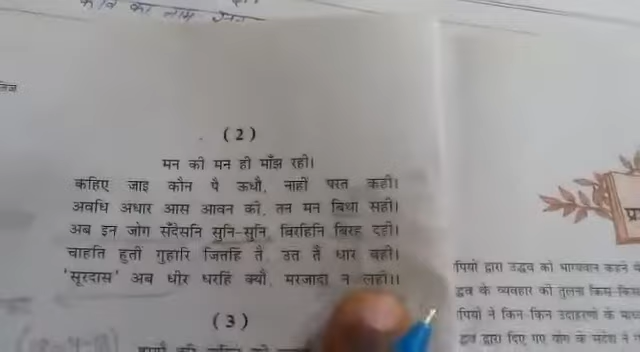 कवि का नाम
(2)
मन की मन ही माँझ रही।
कहिए जाइ कौन पै ऊधौ, नाहीं परत कही।
अवधि अधार आस आवन की, तन मन बिथा सही।
अब इन जोग सँदेसनि सुनि-सुनि, बिरहिनि बिरह दही।
चाहति हुतीं गुहारि जितहिं तैं, उत तैं धार बही।
'सूरदास' अब धीर धरहिं क्यौं, मरजादा न लही।।
(3)
पियों द्वारा उद्धव को भाग्यवान कहने
द्धव के व्यवहार की तुलना किस-किस
पियों ने किन-किन उदाहरणों के माध्य
द्धव द्वारा दिए गए योग के संदेश ने